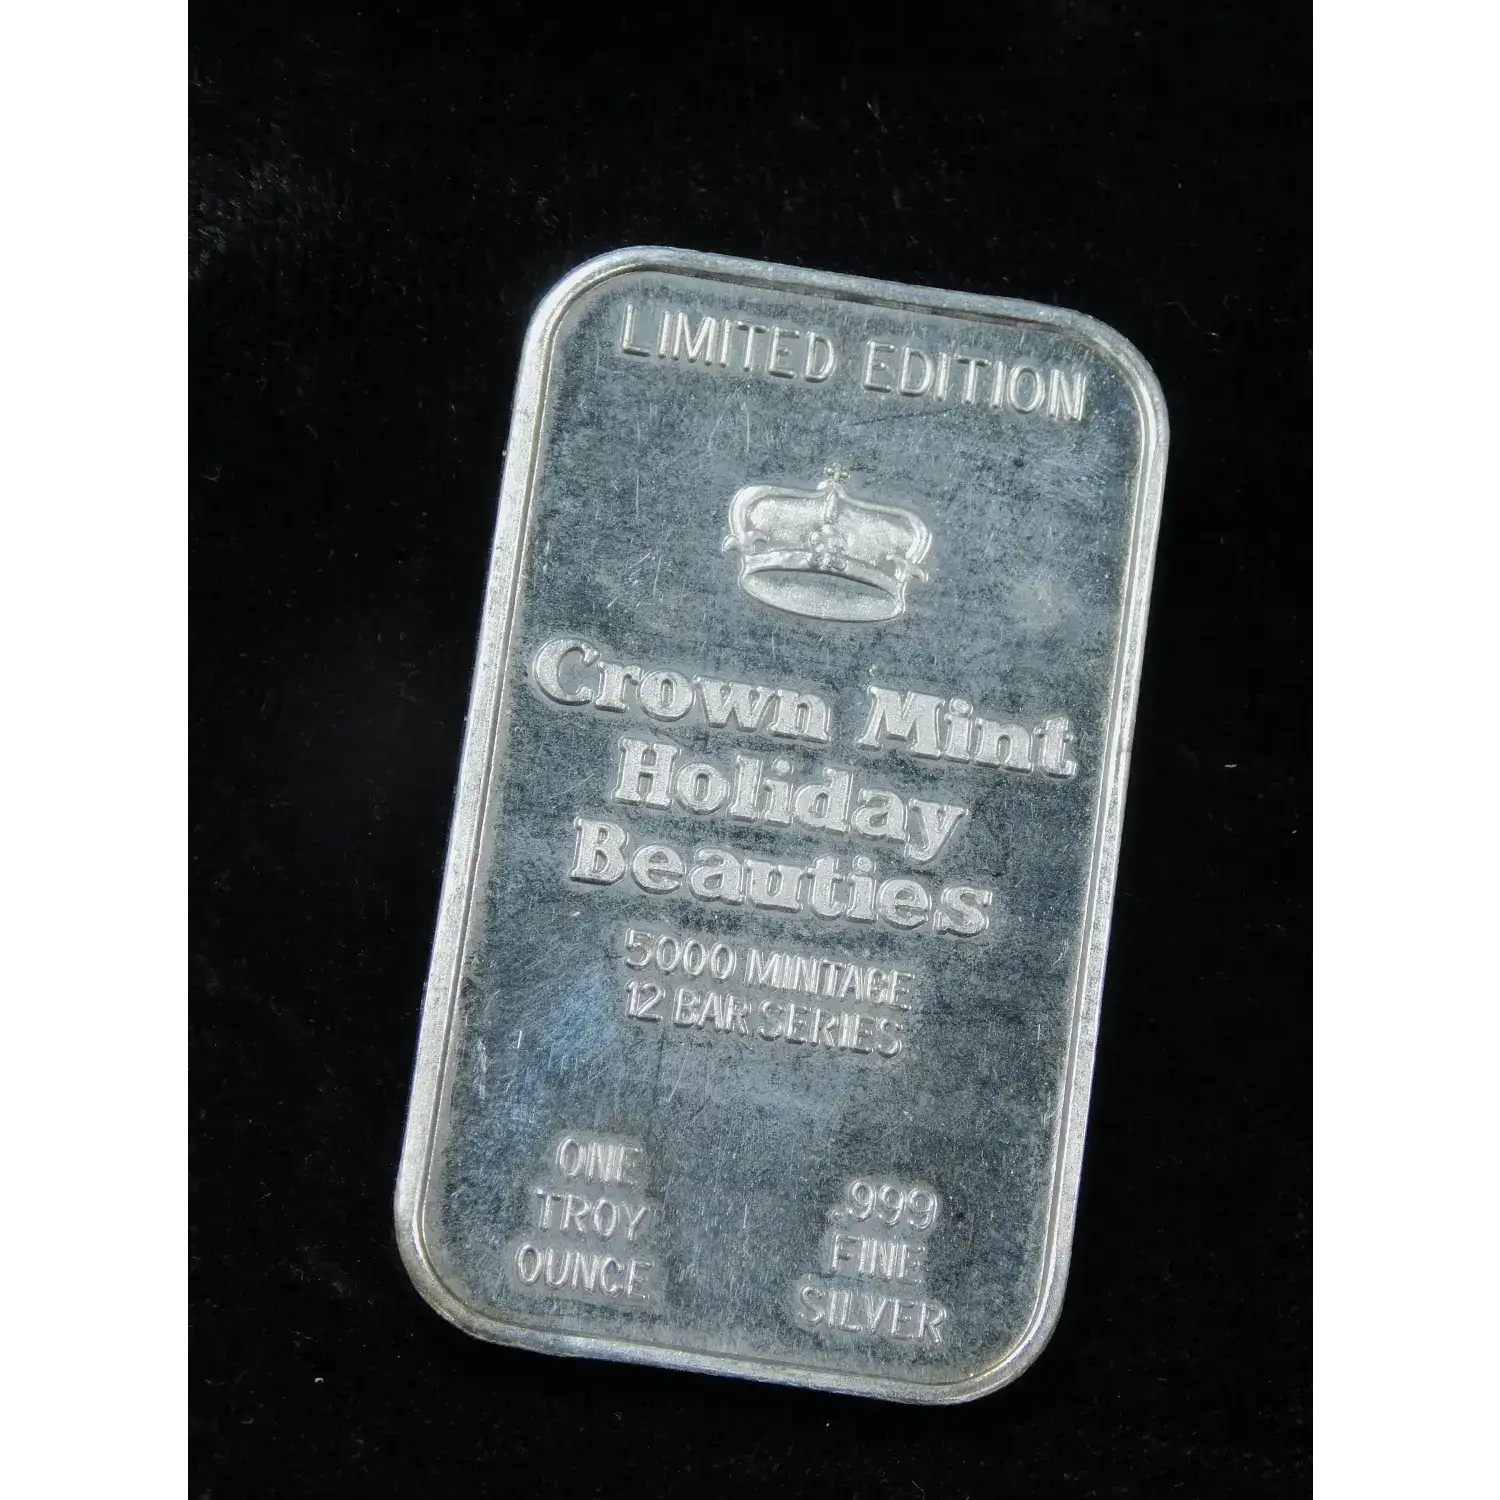 LIMITED EDITION
Crown Mint
Holiday
Beauties
5000 MINTAGE
12 BAR SERIES
ONE
TROY
OUNCE
.999
FINE
SILVER